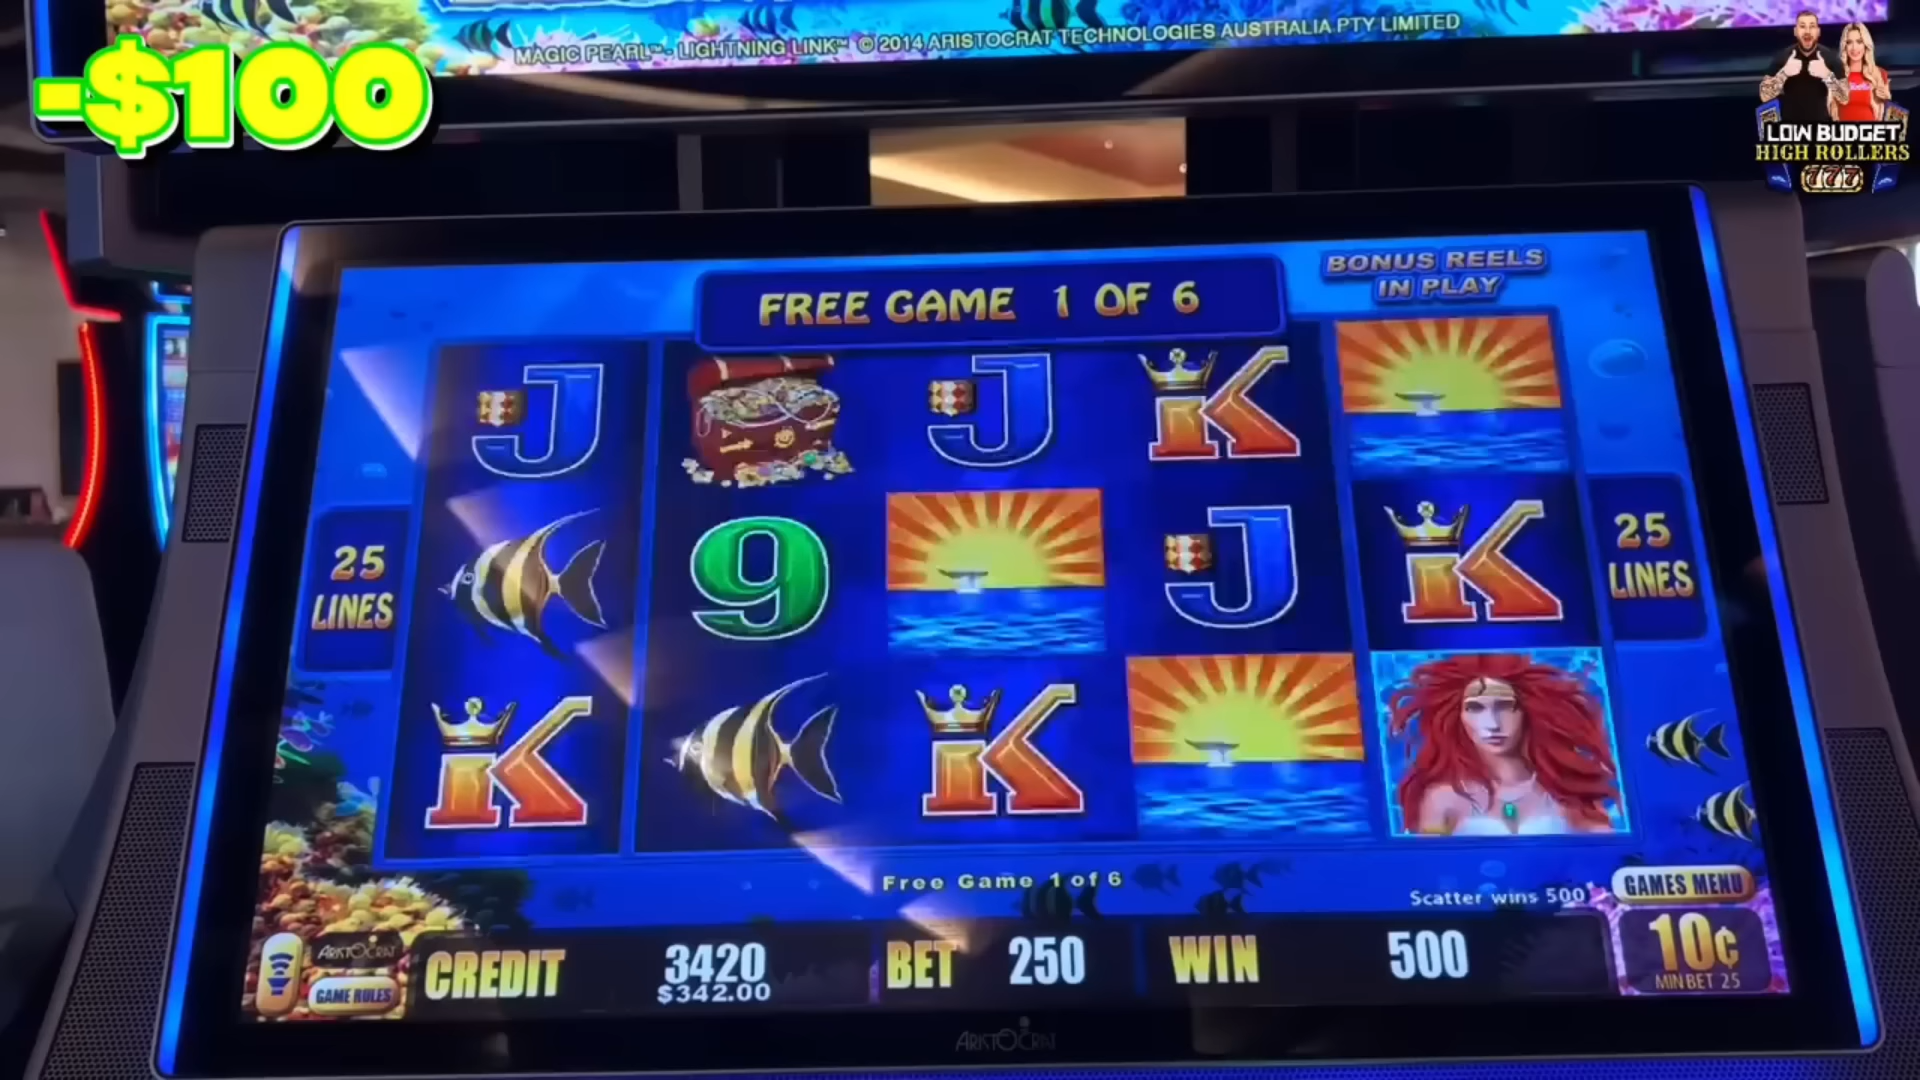 -$100
MAGIC PEARL™ - LIGHTNING LINK™ © 2014 ARISTOCRAT TECHNOLOGIES AUSTRALIA PTY LIMITED
LOW BUDGET
HIGH ROLLERS
777
BONUS REELS
IN PLAY
FREE GAME 1 OF 6
J
J
K
25
LINES
9
J
K
25
LINES
K
K
Free Game 1 of 6
Scatter wins 500
GAMES MENU
ARISTOCRAT
GAME RULES
CREDIT
3420
$342.00
BET
250
WIN
500
10¢
MIN BET 25
ARISTOCRAT